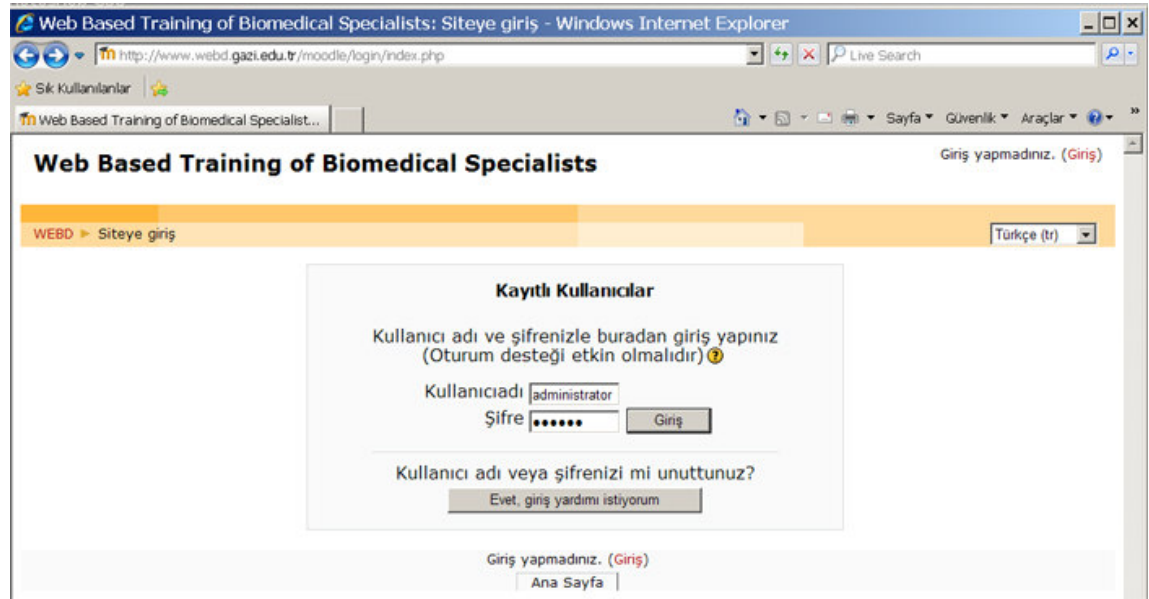 Web Based Training of Biomedical Specialists: Siteye giriş - Windows Internet Explorer
http://www.webd.gazi.edu.tr/moodle/login/index.php
Live Search
Sık Kullanılanlar
Web Based Training of Biomedical Specialist...
Sayfa
Güvenlik
Araçlar
Web Based Training of Biomedical Specialists
Giriş yapmadınız. (Giriş)
WEBD ► Siteye giriş
Türkçe (tr)
Kayıtlı Kullanıcılar
Kullanıcı adı ve şifrenizle buradan giriş yapınız
(Oturum desteği etkin olmalıdır)
Kullanıcıadı administrator
Şifre ●●●●●● Giriş
Kullanıcı adı veya şifrenizi mi unuttunuz?
Evet, giriş yardımı istiyorum
Giriş yapmadınız. (Giriş)
Ana Sayfa